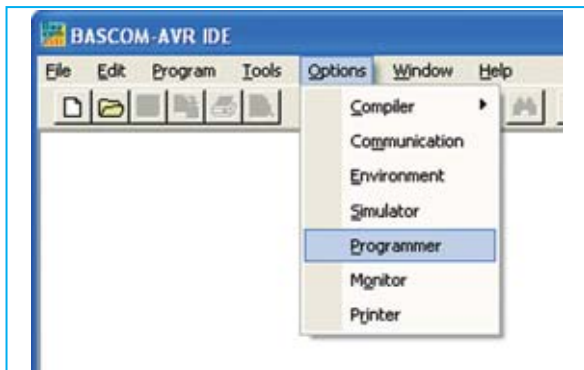 BASCOM-AVR IDE
File Edit Program Tools Options Window Help
Compiler
Communication
Environment
Simulator
Programmer
Monitor
Printer